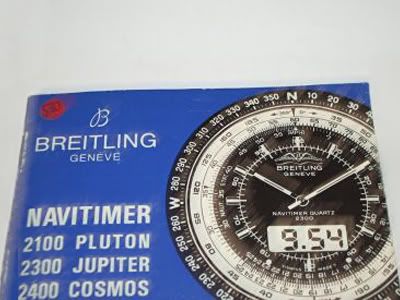 BREITLING
GENEVE
NAVITIMER
2100 PLUTON
2300 JUPITER
2400 COSMOS
BREITLING
GENEVE
NAVITIMER QUARTZ
2300
9.54